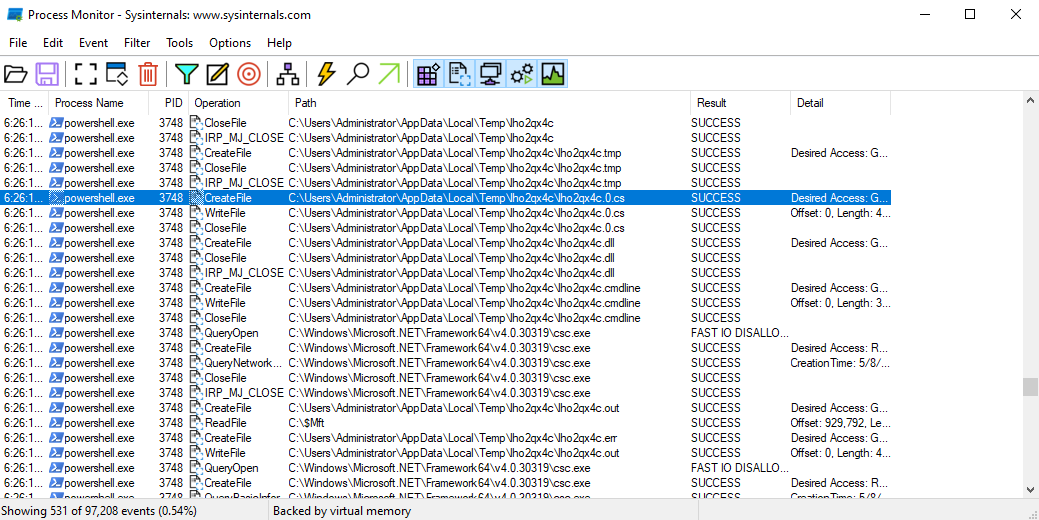 Process Monitor - Sysinternals: www.sysinternals.com
File Edit Event Filter Tools Options Help
Time ... Process Name PID Operation Path Result Detail
6:26:1... powershell.exe 3748 CloseFile C:\Users\Administrator\AppData\Local\Temp\lho2qx4c SUCCESS
6:26:1... powershell.exe 3748 IRP_MJ_CLOSE C:\Users\Administrator\AppData\Local\Temp\lho2qx4c SUCCESS
6:26:1... powershell.exe 3748 CreateFile C:\Users\Administrator\AppData\Local\Temp\lho2qx4c\lho2qx4c.tmp SUCCESS Desired Access: G...
6:26:1... powershell.exe 3748 CloseFile C:\Users\Administrator\AppData\Local\Temp\lho2qx4c\lho2qx4c.tmp SUCCESS
6:26:1... powershell.exe 3748 IRP_MJ_CLOSE C:\Users\Administrator\AppData\Local\Temp\lho2qx4c\lho2qx4c.tmp SUCCESS
6:26:1... powershell.exe 3748 CreateFile C:\Users\Administrator\AppData\Local\Temp\lho2qx4c\lho2qx4c.0.cs SUCCESS Desired Access: G...
6:26:1... powershell.exe 3748 WriteFile C:\Users\Administrator\AppData\Local\Temp\lho2qx4c\lho2qx4c.0.cs SUCCESS Offset: 0, Length: 4...
6:26:1... powershell.exe 3748 CloseFile C:\Users\Administrator\AppData\Local\Temp\lho2qx4c\lho2qx4c.0.cs SUCCESS
6:26:1... powershell.exe 3748 CreateFile C:\Users\Administrator\AppData\Local\Temp\lho2qx4c\lho2qx4c.dll SUCCESS Desired Access: G...
6:26:1... powershell.exe 3748 CloseFile C:\Users\Administrator\AppData\Local\Temp\lho2qx4c\lho2qx4c.dll SUCCESS
6:26:1... powershell.exe 3748 IRP_MJ_CLOSE C:\Users\Administrator\AppData\Local\Temp\lho2qx4c\lho2qx4c.dll SUCCESS
6:26:1... powershell.exe 3748 CreateFile C:\Users\Administrator\AppData\Local\Temp\lho2qx4c\lho2qx4c.cmdline SUCCESS Desired Access: G...
6:26:1... powershell.exe 3748 WriteFile C:\Users\Administrator\AppData\Local\Temp\lho2qx4c\lho2qx4c.cmdline SUCCESS Offset: 0, Length: 3...
6:26:1... powershell.exe 3748 CloseFile C:\Users\Administrator\AppData\Local\Temp\lho2qx4c\lho2qx4c.cmdline SUCCESS
6:26:1... powershell.exe 3748 QueryOpen C:\Windows\Microsoft.NET\Framework64\v4.0.30319\csc.exe FAST IO DISALLO...
6:26:1... powershell.exe 3748 CreateFile C:\Windows\Microsoft.NET\Framework64\v4.0.30319\csc.exe SUCCESS Desired Access: R...
6:26:1... powershell.exe 3748 QueryNetwork... C:\Windows\Microsoft.NET\Framework64\v4.0.30319\csc.exe SUCCESS CreationTime: 5/8/...
6:26:1... powershell.exe 3748 CloseFile C:\Windows\Microsoft.NET\Framework64\v4.0.30319\csc.exe SUCCESS
6:26:1... powershell.exe 3748 IRP_MJ_CLOSE C:\Windows\Microsoft.NET\Framework64\v4.0.30319\csc.exe SUCCESS
6:26:1... powershell.exe 3748 CreateFile C:\Users\Administrator\AppData\Local\Temp\lho2qx4c\lho2qx4c.out SUCCESS Desired Access: G...
6:26:1... powershell.exe 3748 ReadFile C:\$Mft SUCCESS Offset: 929,792, Le...
6:26:1... powershell.exe 3748 CreateFile C:\Users\Administrator\AppData\Local\Temp\lho2qx4c\lho2qx4c.err SUCCESS Desired Access: G...
6:26:1... powershell.exe 3748 WriteFile C:\Users\Administrator\AppData\Local\Temp\lho2qx4c\lho2qx4c.out SUCCESS Offset: 0, Length: 4...
6:26:1... powershell.exe 3748 QueryOpen C:\Windows\Microsoft.NET\Framework64\v4.0.30319\csc.exe FAST IO DISALLO...
6:26:1... powershell.exe 3748 CreateFile C:\Windows\Microsoft.NET\Framework64\v4.0.30319\csc.exe SUCCESS Desired Access: R...
6:26:1... powershell.exe 3748 QueryBasicInfor... C:\Windows\Microsoft.NET\Framework64\v4.0.30319\csc.exe SUCCESS CreationTime: 5/8/...
Showing 531 of 97,208 events (0.54%) Backed by virtual memory